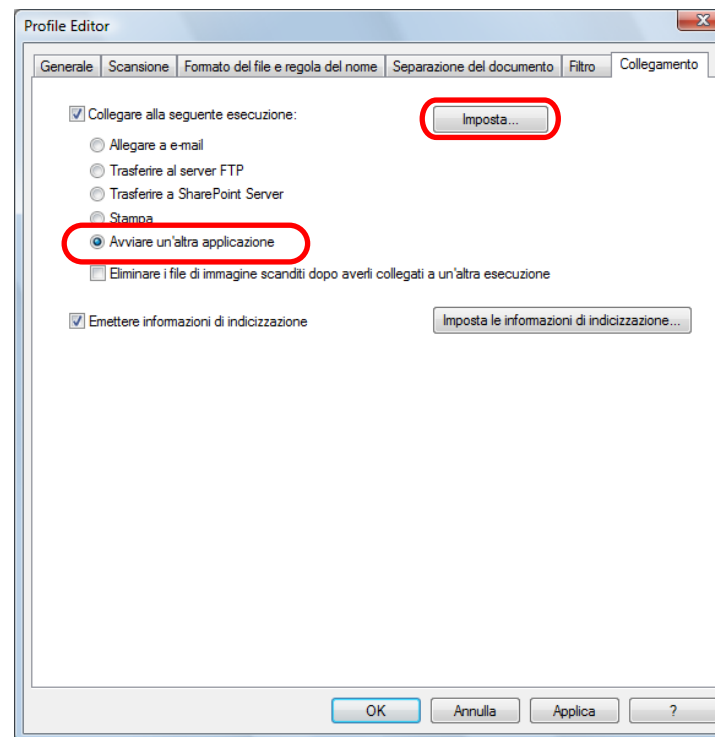 Profile Editor
Generale Scansione Formato del file e regola del nome Separazione del documento Filtro Collegamento
Collegare alla seguente esecuzione: Imposta...
Allegare a e-mail
Trasferire al server FTP
Trasferire a SharePoint Server
Stampa
Avviare un'altra applicazione
Eliminare i file di immagine scanditi dopo averli collegati a un'altra esecuzione
Emettere informazioni di indicizzazione Imposta le informazioni di indicizzazione...
OK Annulla Applica ?